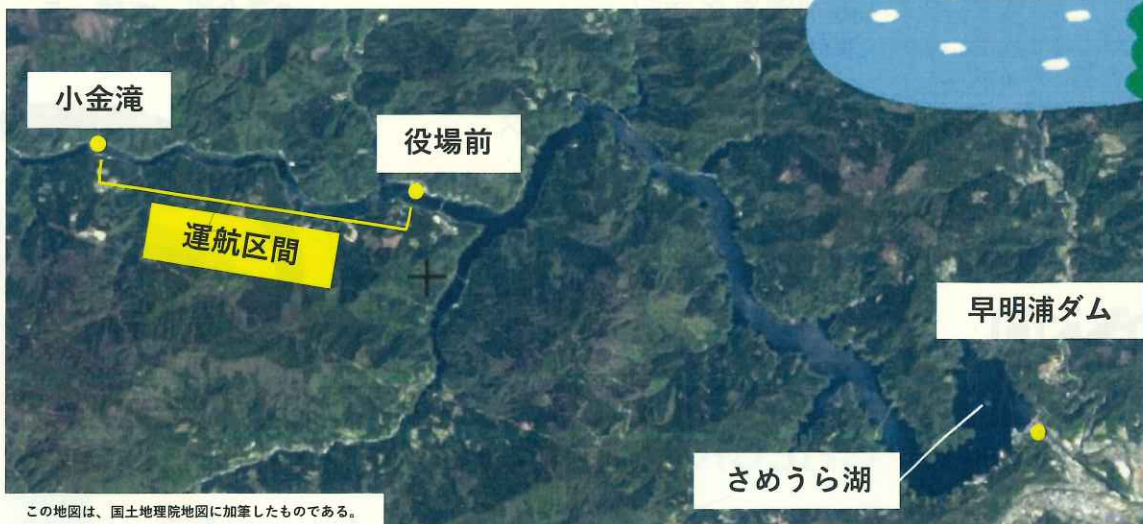 小金滝
役場前
運航区間
早明浦ダム
さめうら湖
この地図は、国土地理院地図に加筆したものである。